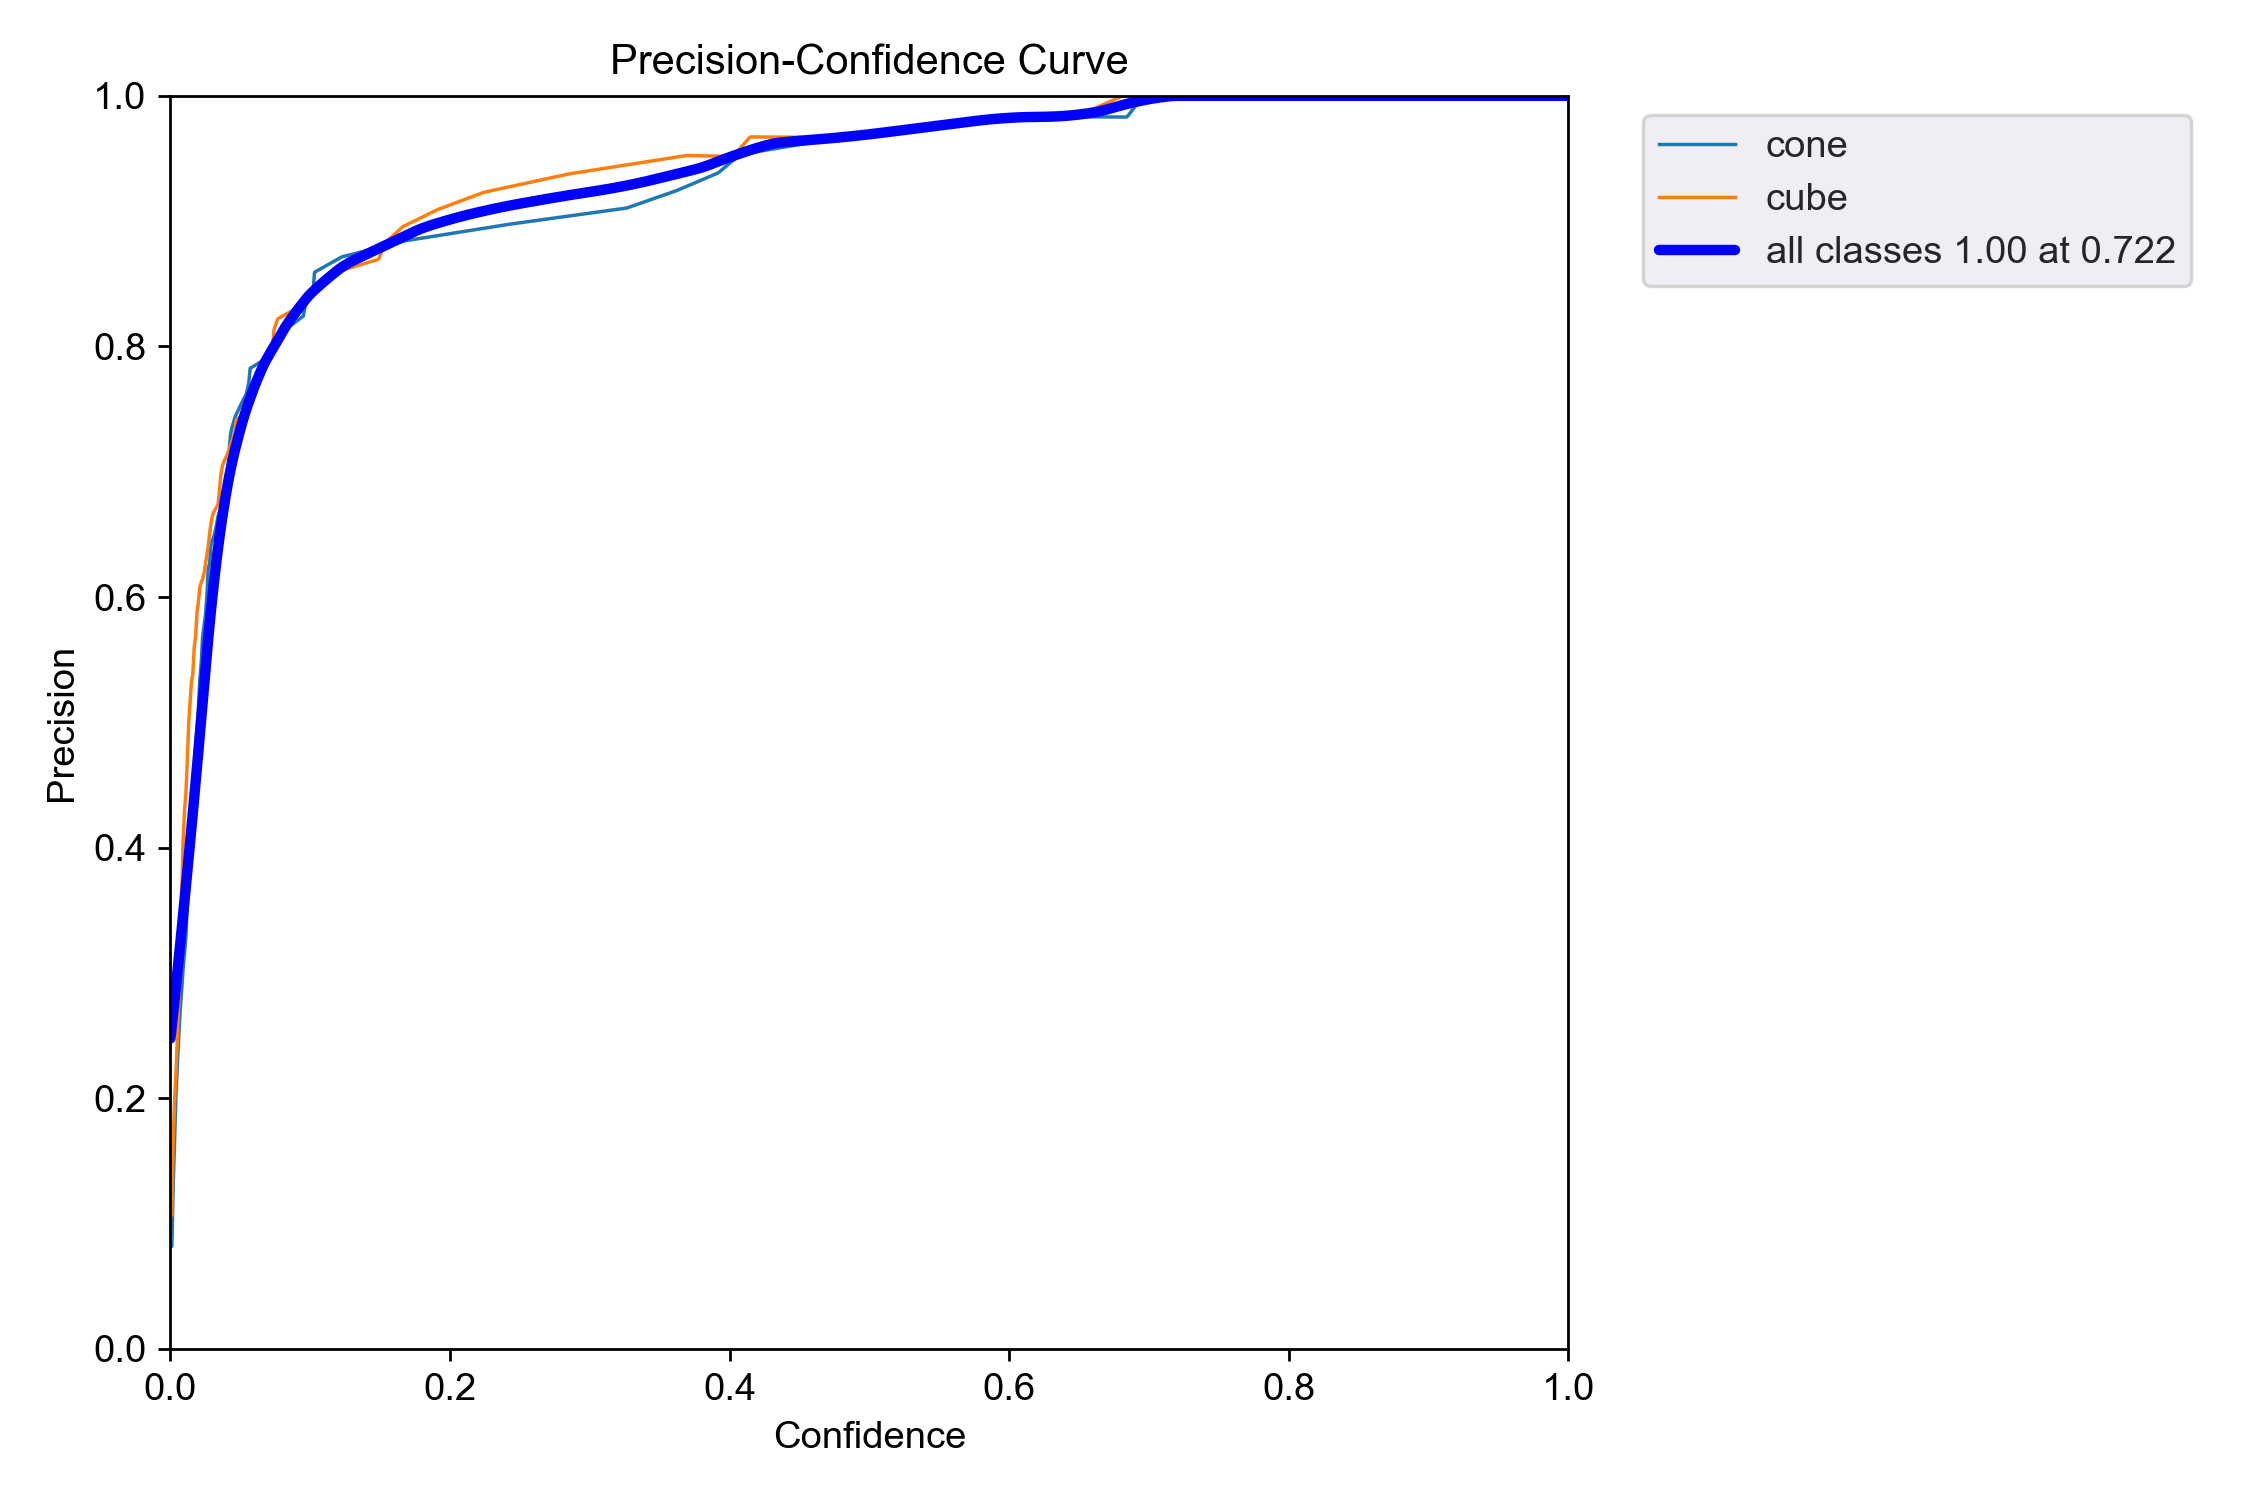 Precision-Confidence Curve
1.0
0.8
0.6
0.4
0.2
0.0
Precision
0.0 0.2 0.4 0.6 0.8 1.0
Confidence
cone
cube
all classes 1.00 at 0.722